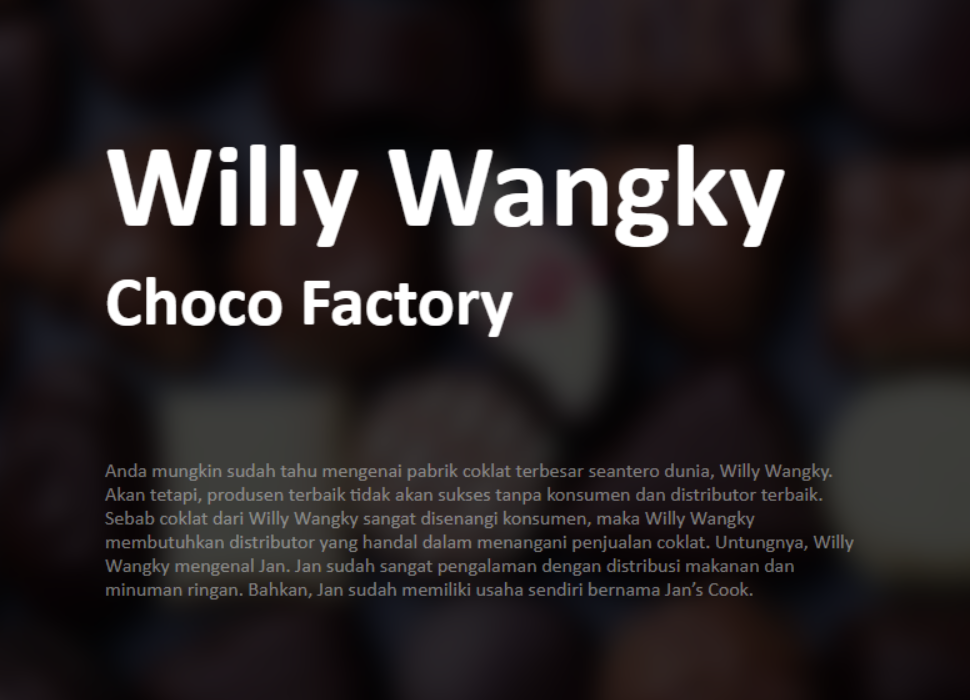 Willy Wangky
Choco Factory
Anda mungkin sudah tahu mengenai pabrik coklat terbesar seantero dunia, Willy Wangky.
Akan tetapi, produsen terbaik tidak akan sukses tanpa konsumen dan distributor terbaik.
Sebab coklat dari Willy Wangky sangat disenangi konsumen, maka Willy Wangky
membutuhkan distributor yang handal dalam menangani penjualan coklat. Untungnya, Willy
Wangky mengenal Jan. Jan sudah sangat pengalaman dengan distribusi makanan dan
minuman ringan. Bahkan, Jan sudah memiliki usaha sendiri bernama Jan’s Cook.